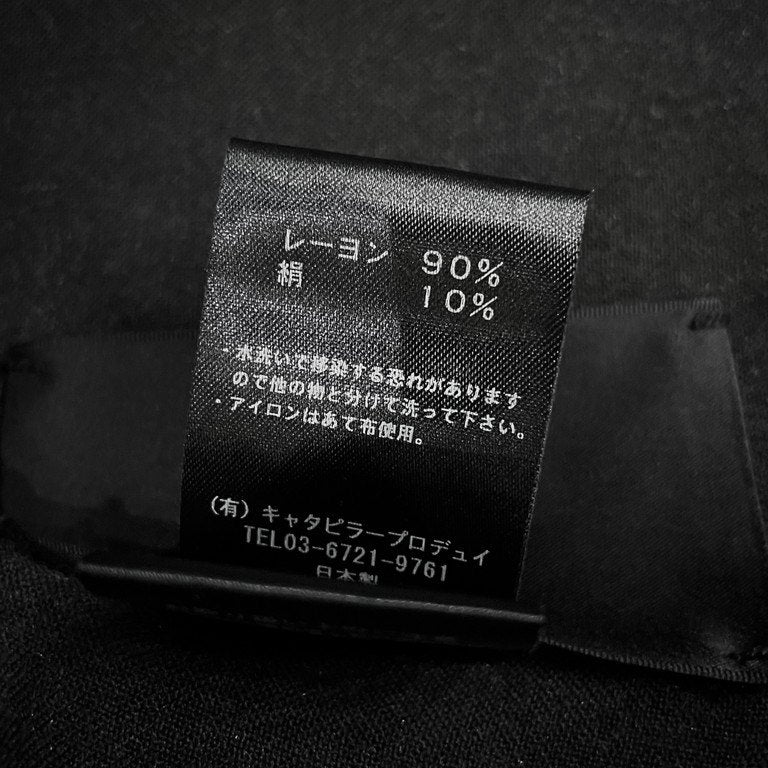 レーヨン 90%
絹 10%
・水洗いで移染する恐れがあります
ので他の物と分けて洗って下さい。
・アイロンはあて布使用。
(有)キャタピラープロデュイ
TEL03-6721-9761
日本製